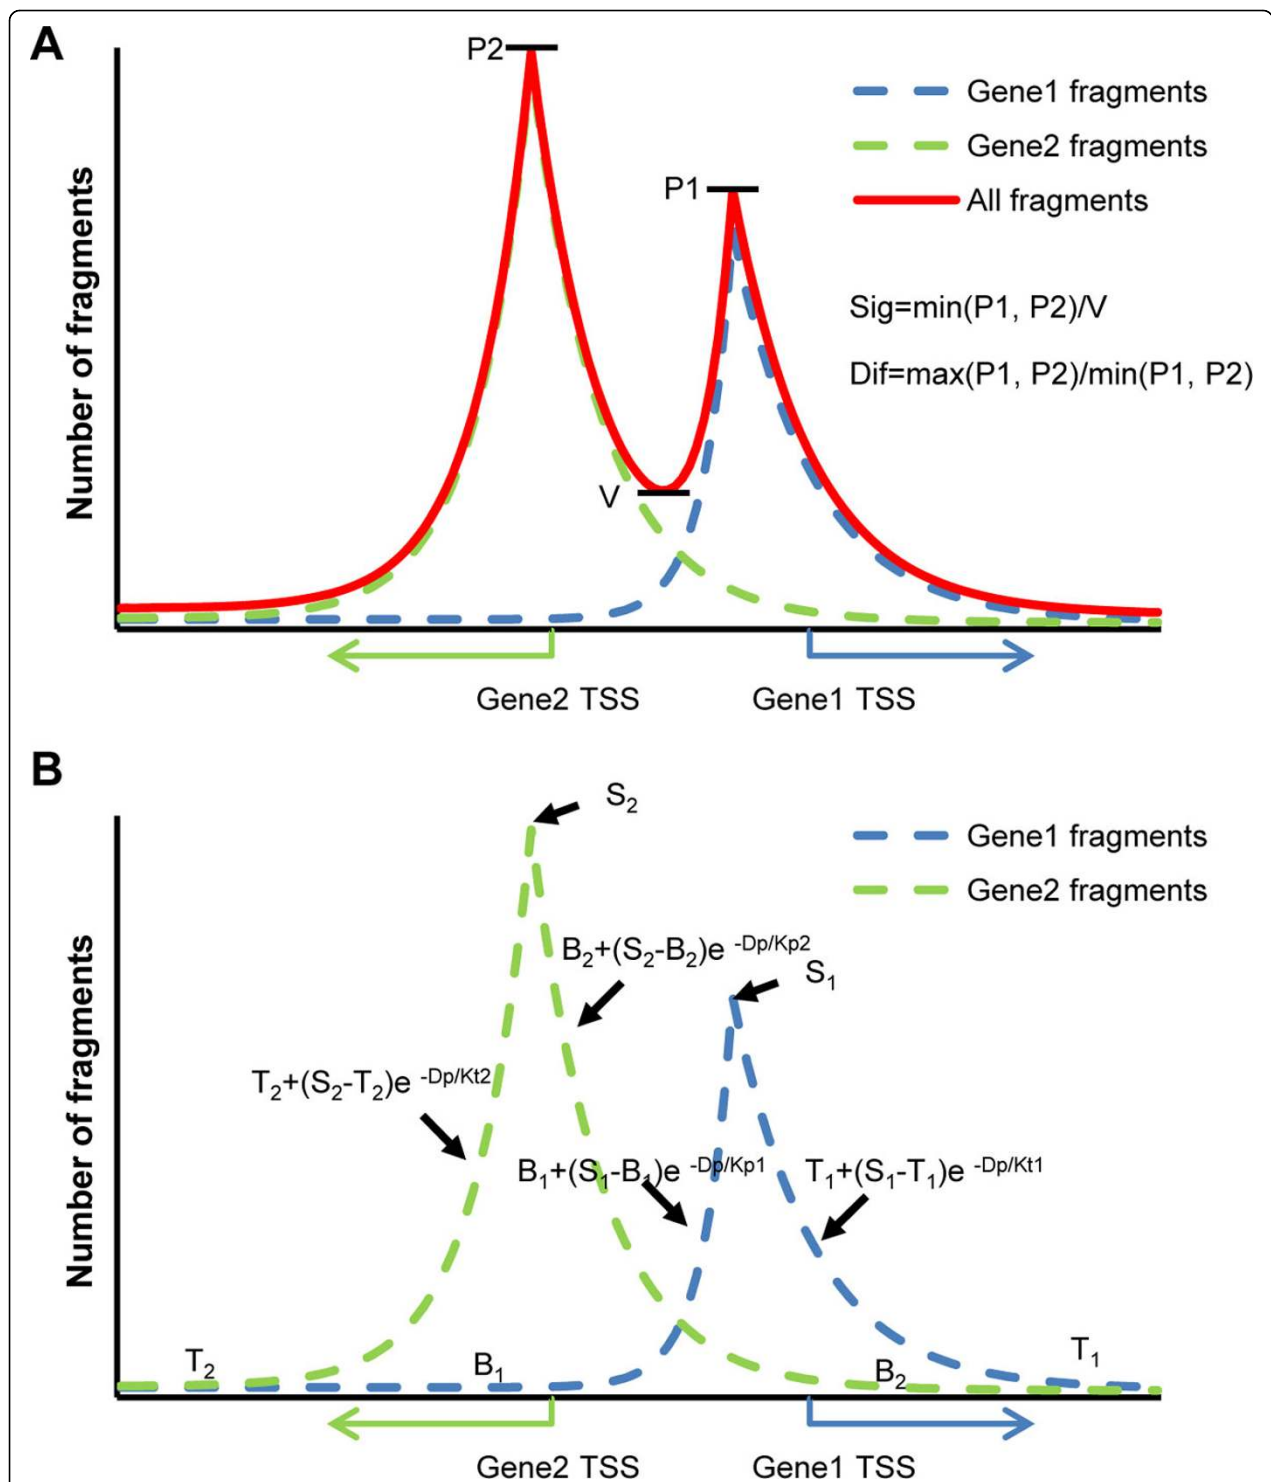 A
P2
Gene1 fragments
Gene2 fragments
P1
All fragments
Number of fragments
Sig=min(P1, P2)/V
Dif=max(P1, P2)/min(P1, P2)
V
Gene2 TSS
Gene1 TSS
B
S2
Gene1 fragments
Gene2 fragments
B2+(S2-B2)e -Dp/Kp2
S1
Number of fragments
T2+(S2-T2)e -Dp/Kt2
B1+(S1-B1)e -Dp/Kp1
T1+(S1-T1)e -Dp/Kt1
T2
B1
B2
T1
Gene2 TSS
Gene1 TSS